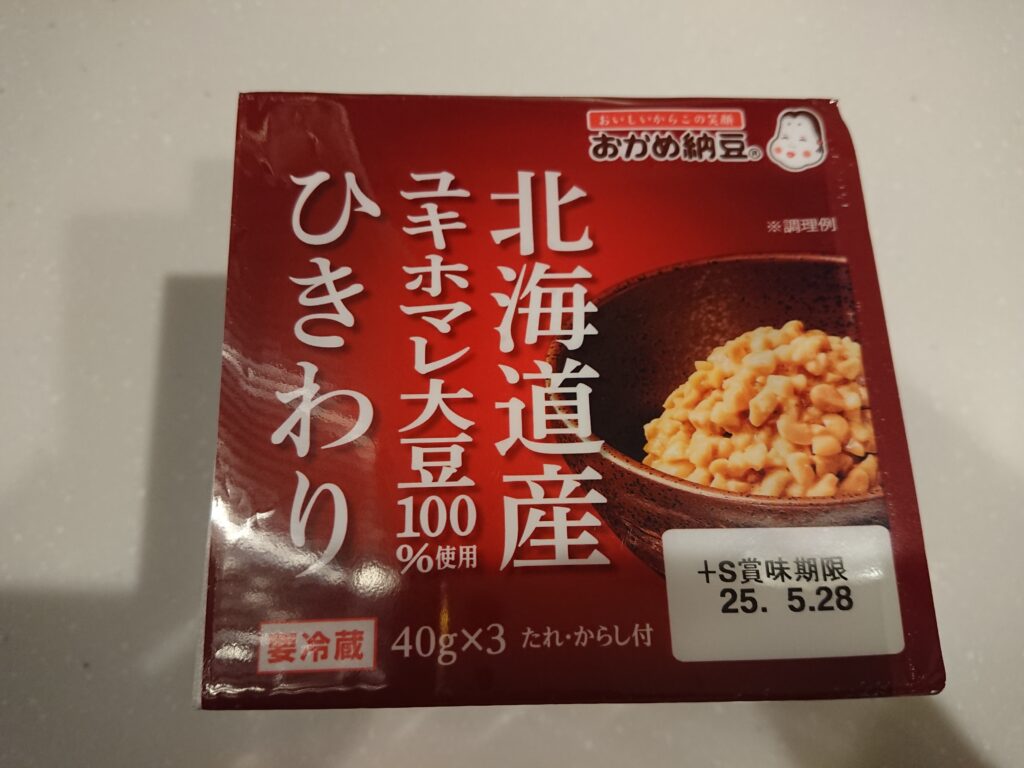 おいしいからこの笑顔
おかめ納豆®
※調理例
北海道産
ユキホマレ大豆100%使用
ひきわり
+S賞味期限
25. 5.28
要冷蔵 40g×3 たれ・からし付